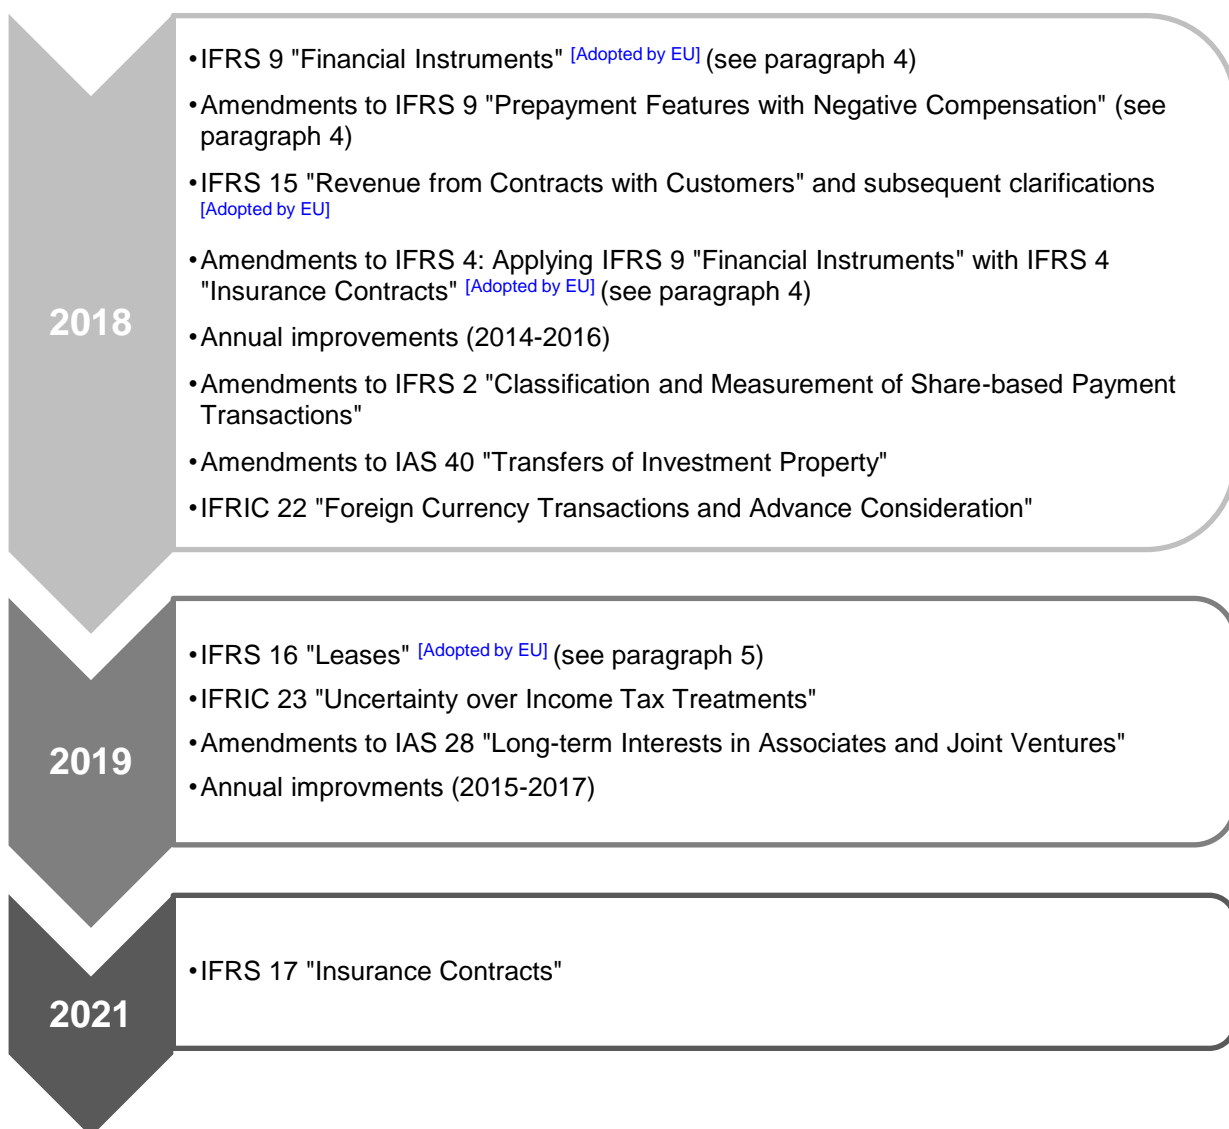 •IFRS 9 "Financial Instruments" [Adopted by EU] (see paragraph 4)
•Amendments to IFRS 9 "Prepayment Features with Negative Compensation" (see
paragraph 4)
•IFRS 15 "Revenue from Contracts with Customers" and subsequent clarifications
[Adopted by EU]
•Amendments to IFRS 4: Applying IFRS 9 "Financial Instruments" with IFRS 4
"Insurance Contracts" [Adopted by EU] (see paragraph 4)
2018
•Annual improvements (2014-2016)
•Amendments to IFRS 2 "Classification and Measurement of Share-based Payment
Transactions"
•Amendments to IAS 40 "Transfers of Investment Property"
•IFRIC 22 "Foreign Currency Transactions and Advance Consideration"
•IFRS 16 "Leases" [Adopted by EU] (see paragraph 5)
•IFRIC 23 "Uncertainty over Income Tax Treatments"
2019
•Amendments to IAS 28 "Long-term Interests in Associates and Joint Ventures"
•Annual improvments (2015-2017)
•IFRS 17 "Insurance Contracts"
2021